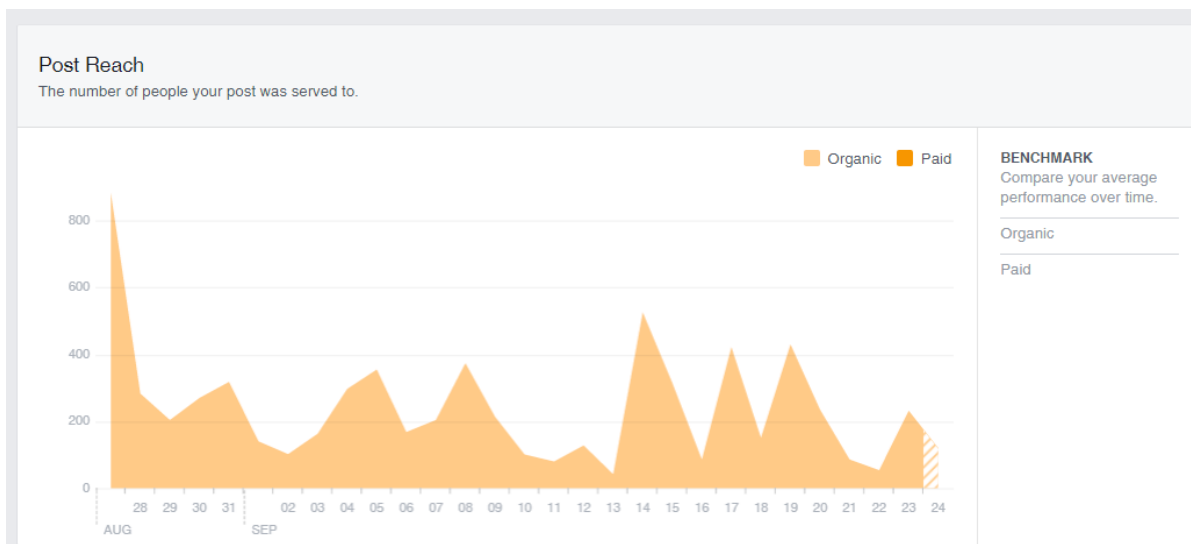 Post Reach
The number of people your post was served to.
Organic Paid
BENCHMARK
Compare your average
performance over time.
Organic
Paid
800
600
400
200
0
28 29 30 31 02 03 04 05 06 07 08 09 10 11 12 13 14 15 16 17 18 19 20 21 22 23 24
AUG SEP